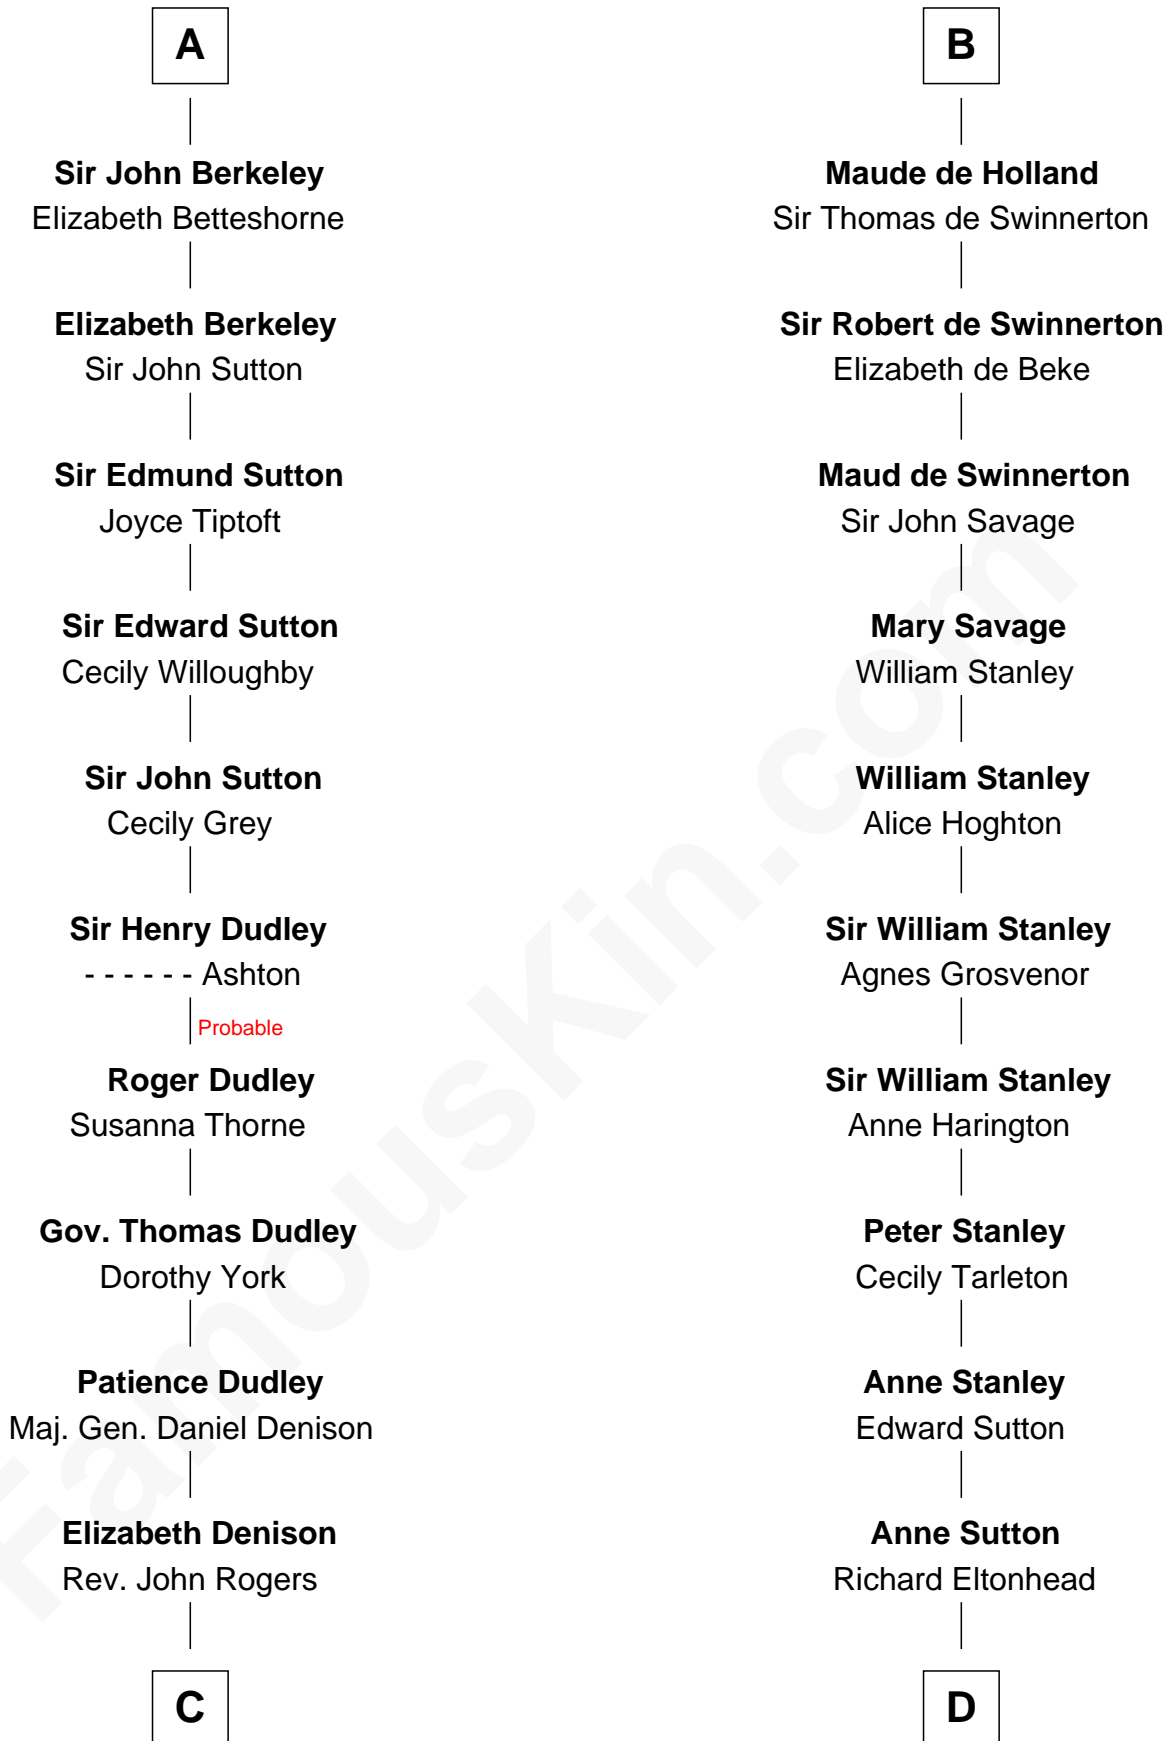 A
Sir John Berkeley
Elizabeth Betteshorne
Elizabeth Berkeley
Sir John Sutton
Sir Edmund Sutton
Joyce Tiptoft
Sir Edward Sutton
Cecily Willoughby
Sir John Sutton
Cecily Grey
Sir Henry Dudley
- - - - - - Ashton
Probable
Roger Dudley
Susanna Thorne
Gov. Thomas Dudley
Dorothy York
Patience Dudley
Maj. Gen. Daniel Denison
Elizabeth Denison
Rev. John Rogers
C
B
Maude de Holland
Sir Thomas de Swinnerton
Sir Robert de Swinnerton
Elizabeth de Beke
Maud de Swinnerton
Sir John Savage
Mary Savage
William Stanley
William Stanley
Alice Hoghton
Sir William Stanley
Agnes Grosvenor
Sir William Stanley
Anne Harington
Peter Stanley
Cecily Tarleton
Anne Stanley
Edward Sutton
Anne Sutton
Richard Eltonhead
D
FamousKin.com